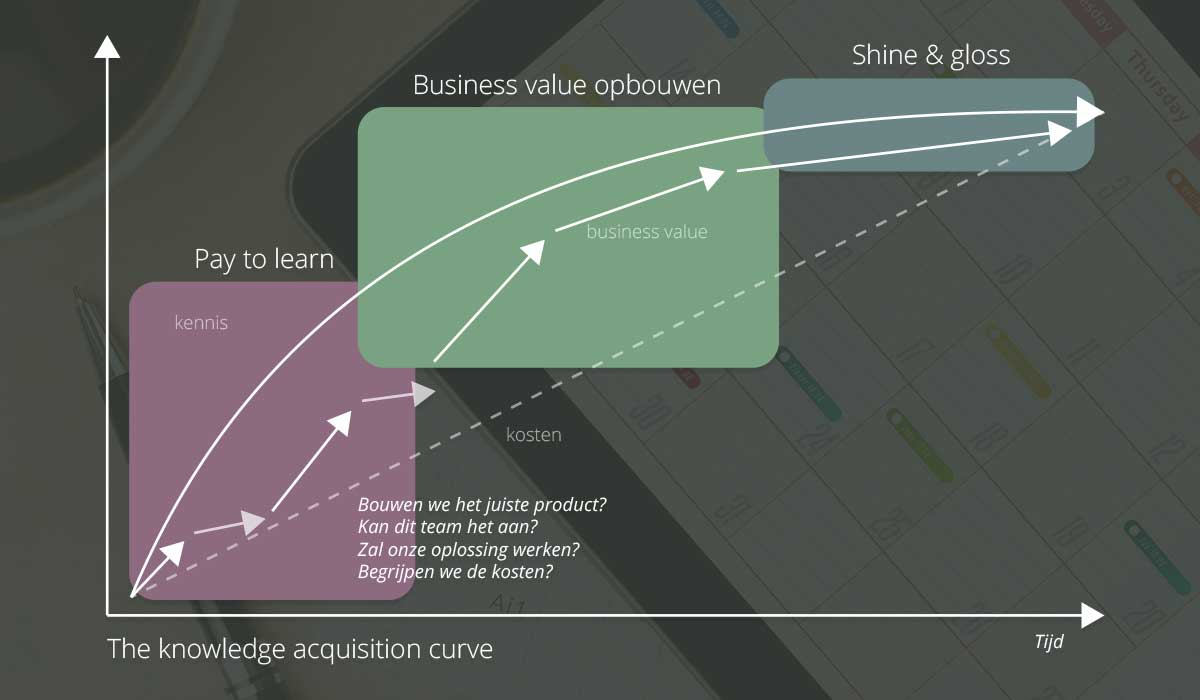 Shine & gloss
Business value opbouwen
business value
Pay to learn
kennis
kosten
Bouwen we het juiste product?
Kan dit team het aan?
Zal onze oplossing werken?
Begrijpen we de kosten?
Tijd
The knowledge acquisition curve
Thursday